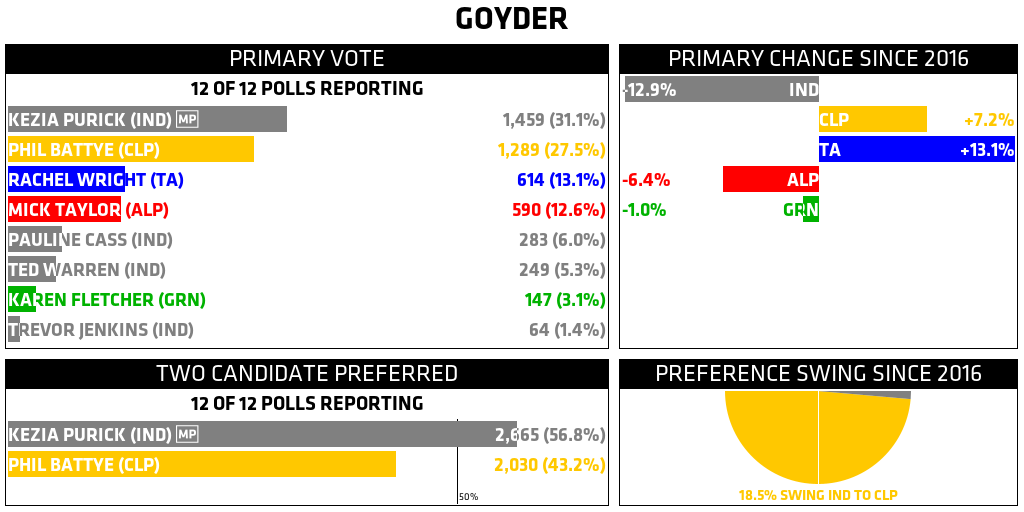 GOYDER
PRIMARY VOTE
12 OF 12 POLLS REPORTING
KEZIA PURICK (IND) MP 1,459 (31.1%)
PHIL BATTYE (CLP) 1,289 (27.5%)
RACHEL WRIGHT (TA) 614 (13.1%)
MICK TAYLOR (ALP) 590 (12.6%)
PAULINE CASS (IND) 283 (6.0%)
TED WARREN (IND) 249 (5.3%)
KAREN FLETCHER (GRN) 147 (3.1%)
TREVOR JENKINS (IND) 64 (1.4%)
PRIMARY CHANGE SINCE 2016
-12.9% IND
CLP +7.2%
TA +13.1%
-6.4% ALP
-1.0% GRN
TWO CANDIDATE PREFERRED
12 OF 12 POLLS REPORTING
KEZIA PURICK (IND) MP 2,665 (56.8%)
PHIL BATTYE (CLP) 2,030 (43.2%)
50%
PREFERENCE SWING SINCE 2016
18.5% SWING IND TO CLP